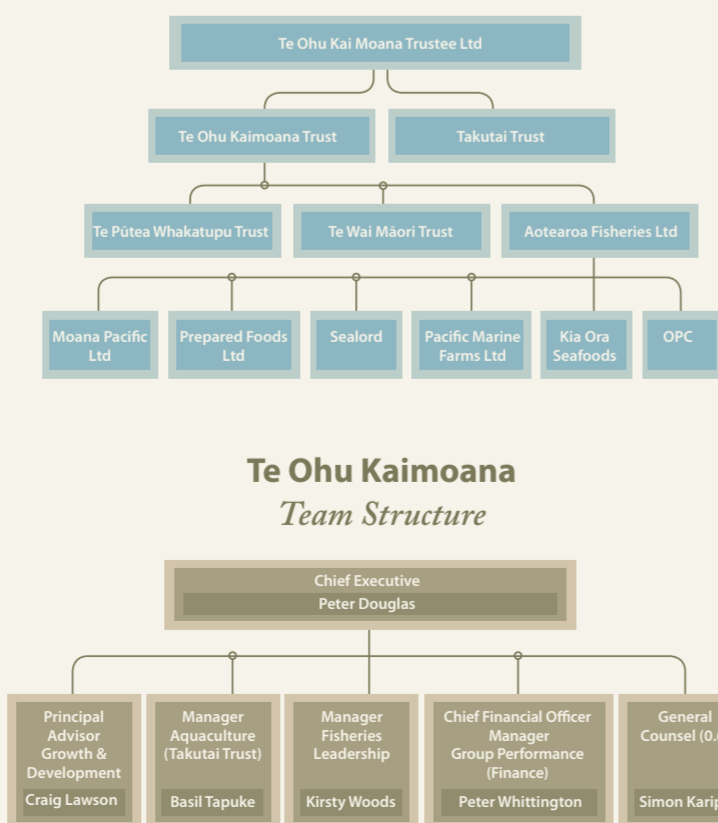 Te Ohu Kai Moana Trustee Ltd
Te Ohu Kaimoana Trust
Takutai Trust
Te Pūtea Whakatupu Trust
Te Wai Māori Trust
Aotearoa Fisheries Ltd
Moana Pacific
Ltd
Prepared Foods
Ltd
Sealord
Pacific Marine
Farms Ltd
Kia Ora
Seafoods
OPC
Te Ohu Kaimoana
Team Structure
Chief Executive
Peter Douglas
Principal
Advisor
Growth &
Development
Craig Lawson
Manager
Aquaculture
(Takutai Trust)
Basil Tapuke
Manager
Fisheries
Leadership
Kirsty Woods
Chief Financial Officer
Manager
Group Performance
(Finance)
Peter Whittington
General
Counsel
Simon